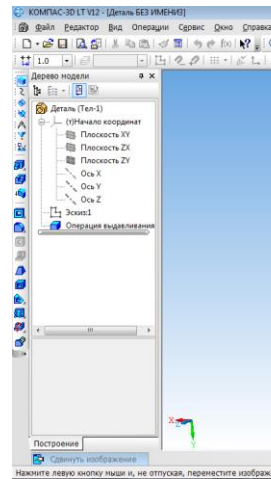 КОМПАС-3D LT V12 - [Деталь БЕЗ ИМЕНИ3]
Файл Редактор Вид Операции Сервис Окно Справка
1.0
Дерево модели
Деталь (Тел-1)
(т)Начало координат
Плоскость XY
Плоскость ZX
Плоскость ZY
Ось X
Ось Y
Ось Z
Эскиз:1
Операция выдавливания
X
Y
Построение
Сдвинуть изображение
Нажмите левую кнопку мыши и, не отпуская, переместите изображ